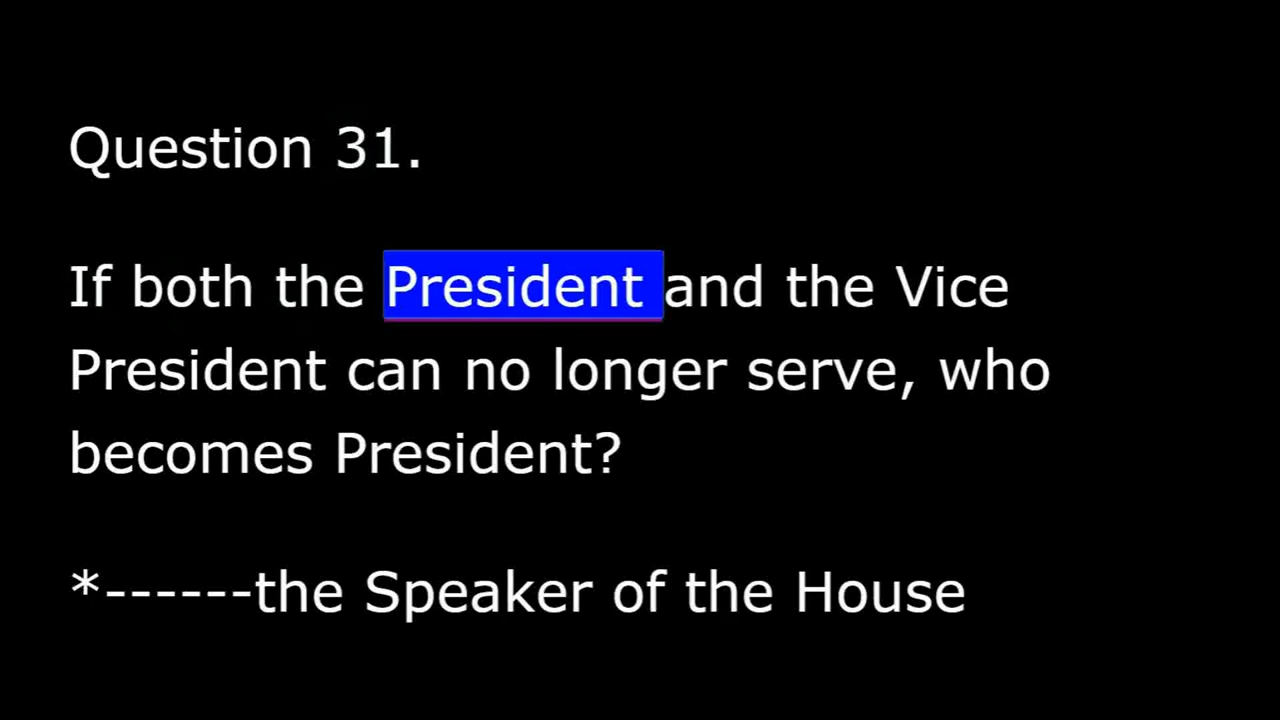 Question 31.
If both the President and the Vice
President can no longer serve, who
becomes President?
*------the Speaker of the House